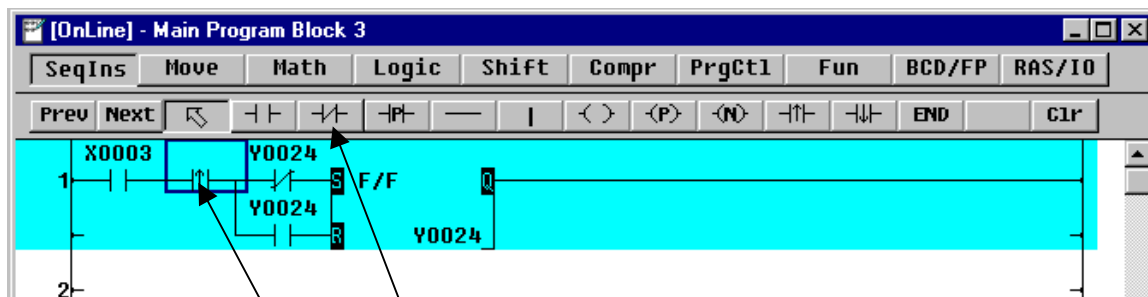 [OnLine] - Main Program Block 3
SeqIns Move Math Logic Shift Compr PrgCtl Fun BCD/FP RAS/IO
Prev Next P (P) (N) END Clr
X0003 Y0024
1 S F/F Q
Y0024
R Y0024
2